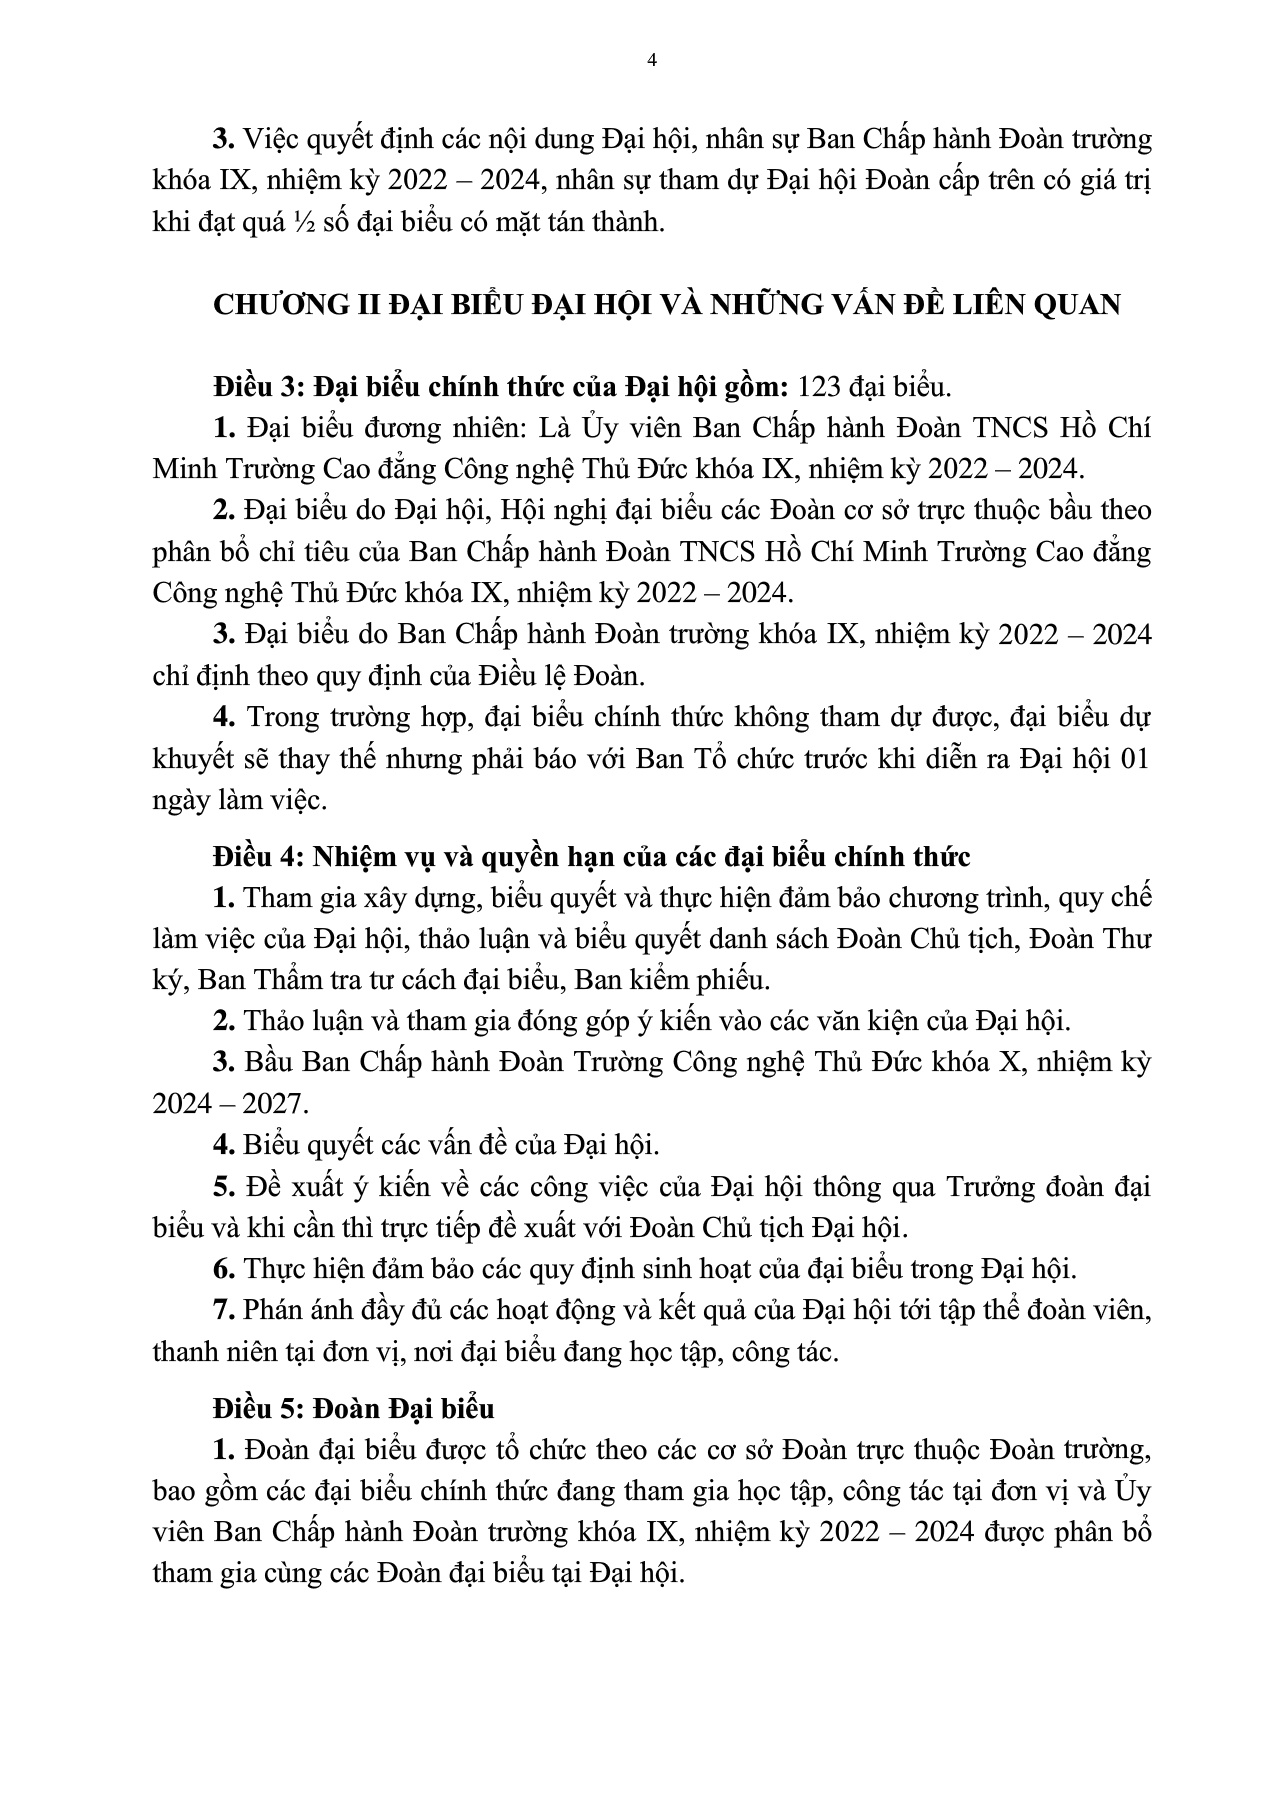 4
3. Việc quyết định các nội dung Đại hội, nhân sự Ban Chấp hành Đoàn trường
khóa IX, nhiệm kỳ 2022 – 2024, nhân sự tham dự Đại hội Đoàn cấp trên có giá trị
khi đạt quá ½ số đại biểu có mặt tán thành.
CHƯƠNG II ĐẠI BIỂU ĐẠI HỘI VÀ NHỮNG VẤN ĐỀ LIÊN QUAN
Điều 3: Đại biểu chính thức của Đại hội gồm: 123 đại biểu.
1. Đại biểu đương nhiên: Là Ủy viên Ban Chấp hành Đoàn TNCS Hồ Chí
Minh Trường Cao đẳng Công nghệ Thủ Đức khóa IX, nhiệm kỳ 2022 – 2024.
2. Đại biểu do Đại hội, Hội nghị đại biểu các Đoàn cơ sở trực thuộc bầu theo
phân bổ chỉ tiêu của Ban Chấp hành Đoàn TNCS Hồ Chí Minh Trường Cao đẳng
Công nghệ Thủ Đức khóa IX, nhiệm kỳ 2022 – 2024.
3. Đại biểu do Ban Chấp hành Đoàn trường khóa IX, nhiệm kỳ 2022 – 2024
chỉ định theo quy định của Điều lệ Đoàn.
4. Trong trường hợp, đại biểu chính thức không tham dự được, đại biểu dự
khuyết sẽ thay thế nhưng phải báo với Ban Tổ chức trước khi diễn ra Đại hội 01
ngày làm việc.
Điều 4: Nhiệm vụ và quyền hạn của các đại biểu chính thức
1. Tham gia xây dựng, biểu quyết và thực hiện đảm bảo chương trình, quy chế
làm việc của Đại hội, thảo luận và biểu quyết danh sách Đoàn Chủ tịch, Đoàn Thư
ký, Ban Thẩm tra tư cách đại biểu, Ban kiểm phiếu.
2. Thảo luận và tham gia đóng góp ý kiến vào các văn kiện của Đại hội.
3. Bầu Ban Chấp hành Đoàn Trường Công nghệ Thủ Đức khóa X, nhiệm kỳ
2024 – 2027.
4. Biểu quyết các vấn đề của Đại hội.
5. Đề xuất ý kiến về các công việc của Đại hội thông qua Trưởng đoàn đại
biểu và khi cần thì trực tiếp đề xuất với Đoàn Chủ tịch Đại hội.
6. Thực hiện đảm bảo các quy định sinh hoạt của đại biểu trong Đại hội.
7. Phán ánh đầy đủ các hoạt động và kết quả của Đại hội tới tập thể đoàn viên,
thanh niên tại đơn vị, nơi đại biểu đang học tập, công tác.
Điều 5: Đoàn Đại biểu
1. Đoàn đại biểu được tổ chức theo các cơ sở Đoàn trực thuộc Đoàn trường,
bao gồm các đại biểu chính thức đang tham gia học tập, công tác tại đơn vị và Ủy
viên Ban Chấp hành Đoàn trường khóa IX, nhiệm kỳ 2022 – 2024 được phân bổ
tham gia cùng các Đoàn đại biểu tại Đại hội.